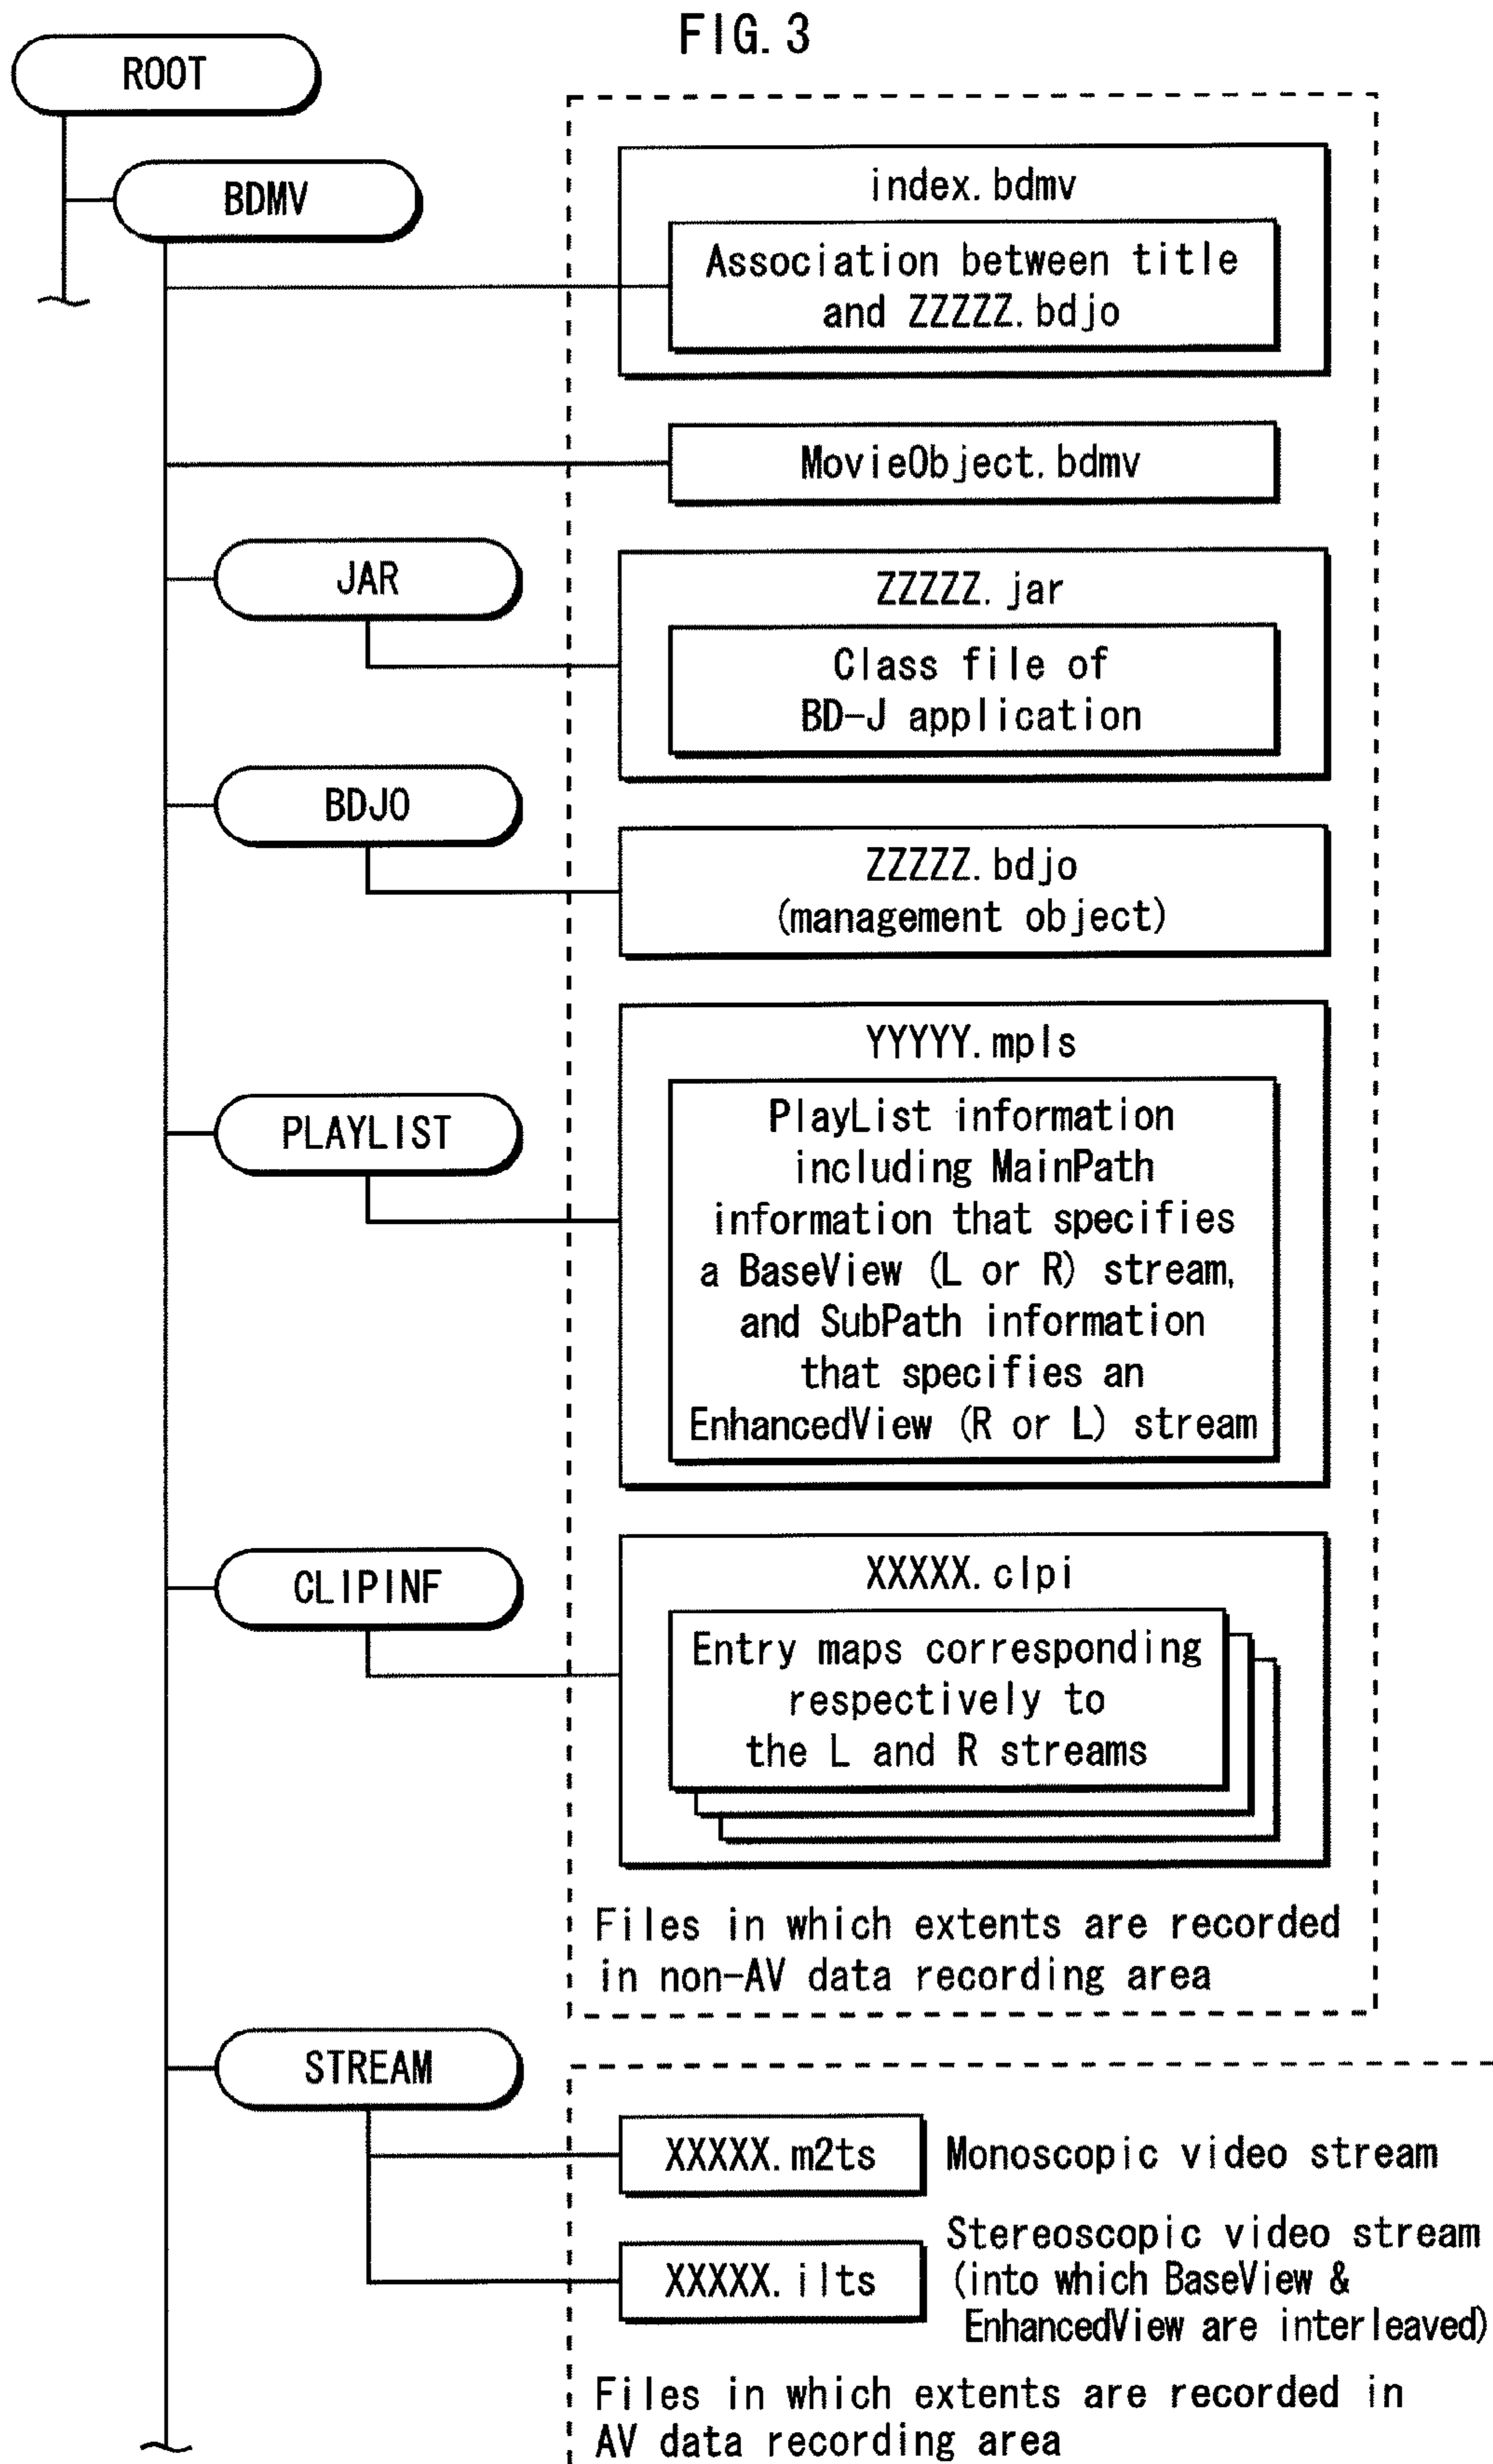 FIG. 3
ROOT
BDMV
index.bdmv
Association between title
and ZZZZZ.bdjo
MovieObject.bdmv
JAR
ZZZZZ.jar
Class file of
BD-J application
BDJO
ZZZZZ.bdjo
(management object)
YYYYY.mpls
PLAYLIST
PlayList information
including MainPath
information that specifies
a BaseView (L or R) stream,
and SubPath information
that specifies an
EnhancedView (R or L) stream
CLIPINF
XXXXX.clpi
Entry maps corresponding
respectively to
the L and R streams
Files in which extents are recorded
in non-AV data recording area
STREAM
XXXXX.m2ts
Monoscopic video stream
XXXXX.ilts
Stereoscopic video stream
(into which BaseView &
EnhancedView are interleaved)
Files in which extents are recorded in
AV data recording area